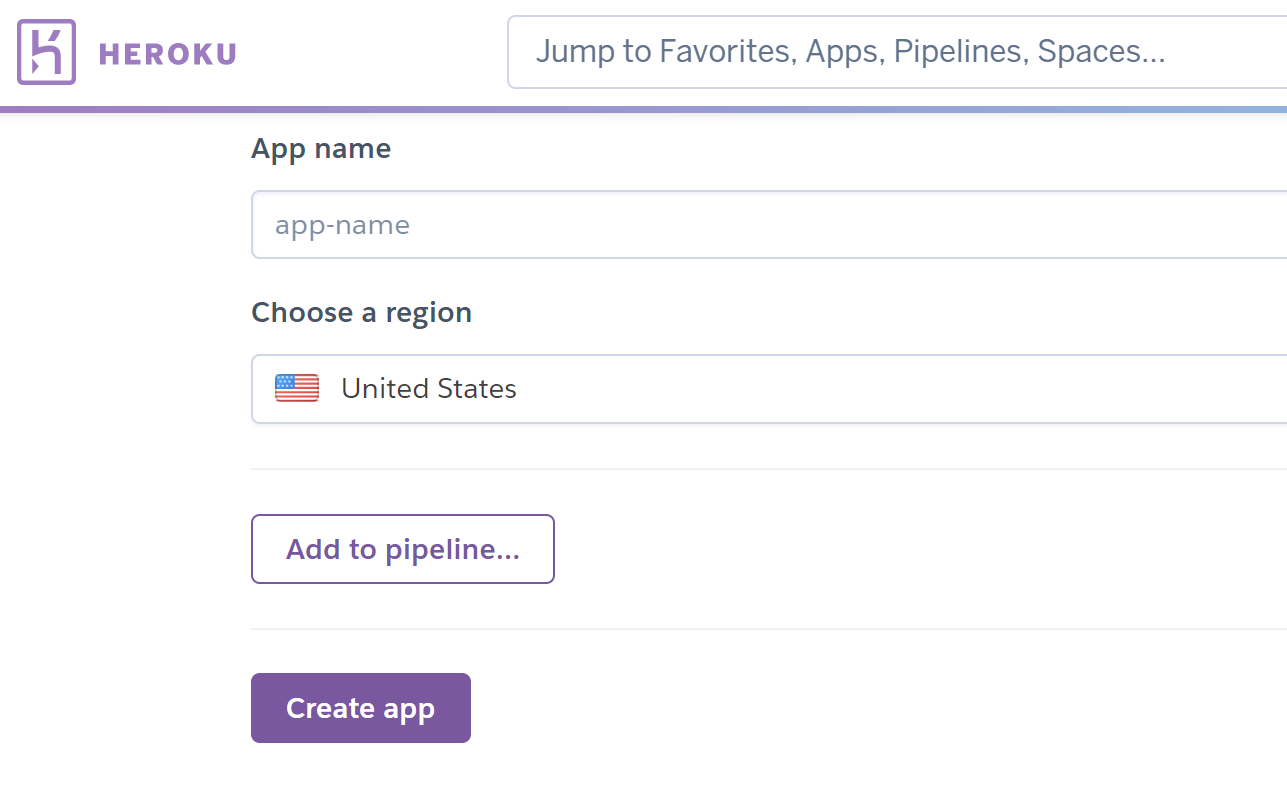 HEROKU
Jump to Favorites, Apps, Pipelines, Spaces...
App name
app-name
Choose a region
United States
Add to pipeline...
Create app